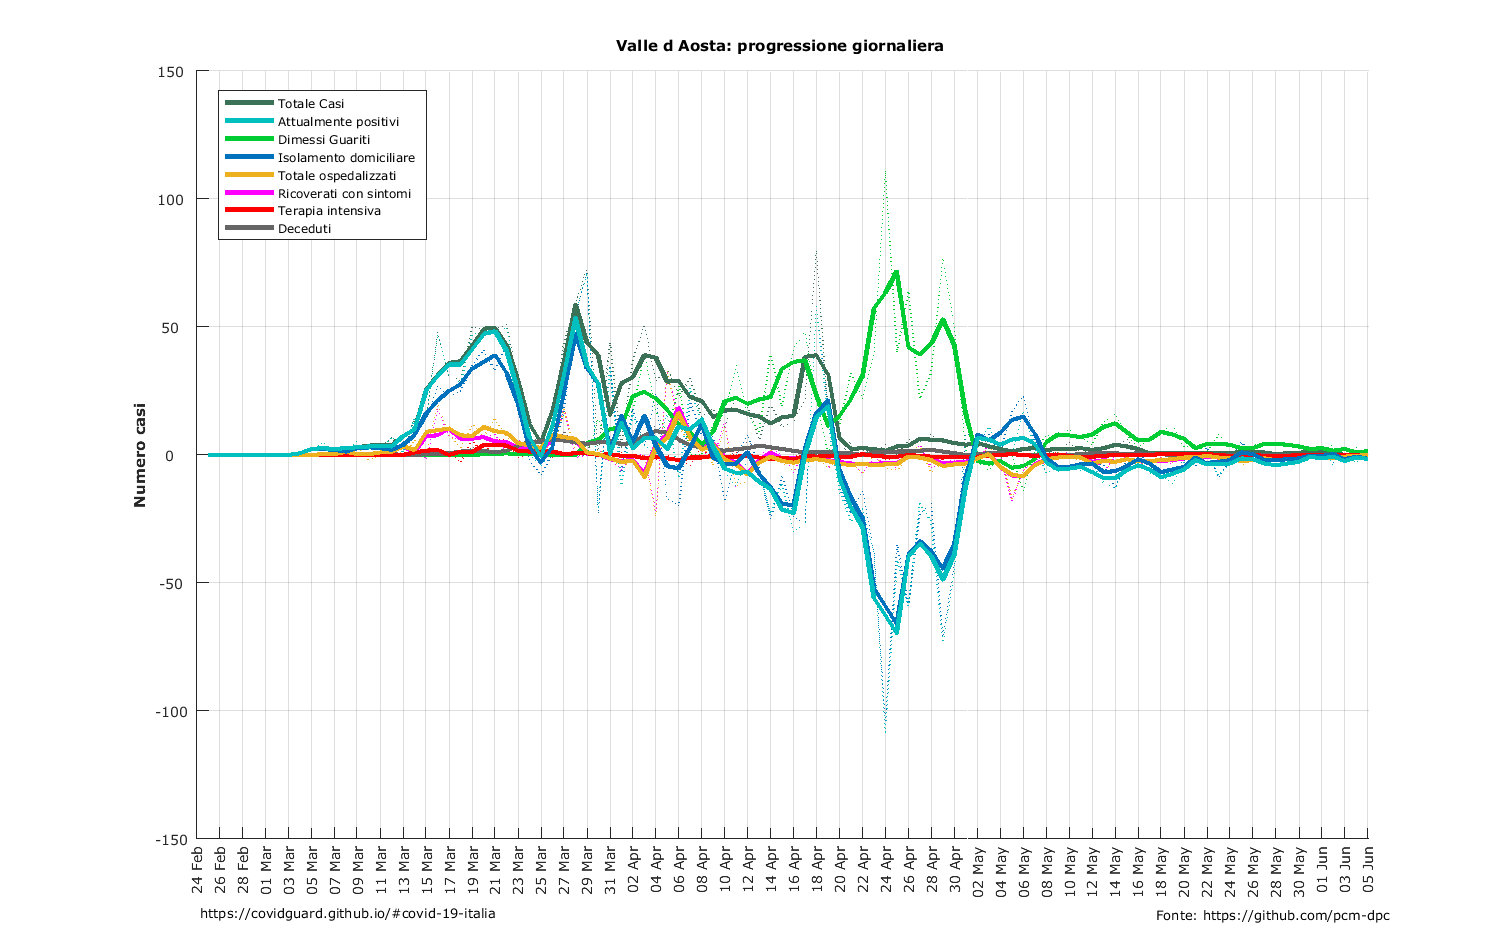 Valle d Aosta: progressione giornaliera
Numero casi
150
100
50
0
-50
-100
-150
Totale Casi
Attualmente positivi
Dimessi Guariti
Isolamento domiciliare
Totale ospedalizzati
Ricoverati con sintomi
Terapia intensiva
Deceduti
24 Feb
26 Feb
28 Feb
01 Mar
03 Mar
05 Mar
07 Mar
09 Mar
11 Mar
13 Mar
15 Mar
17 Mar
19 Mar
21 Mar
23 Mar
25 Mar
27 Mar
29 Mar
31 Mar
02 Apr
04 Apr
06 Apr
08 Apr
10 Apr
12 Apr
14 Apr
16 Apr
18 Apr
20 Apr
22 Apr
24 Apr
26 Apr
28 Apr
30 Apr
02 May
04 May
06 May
08 May
10 May
12 May
14 May
16 May
18 May
20 May
22 May
24 May
26 May
28 May
30 May
01 Jun
03 Jun
05 Jun
https://covidguard.github.io/#covid-19-italia
Fonte: https://github.com/pcm-dpc